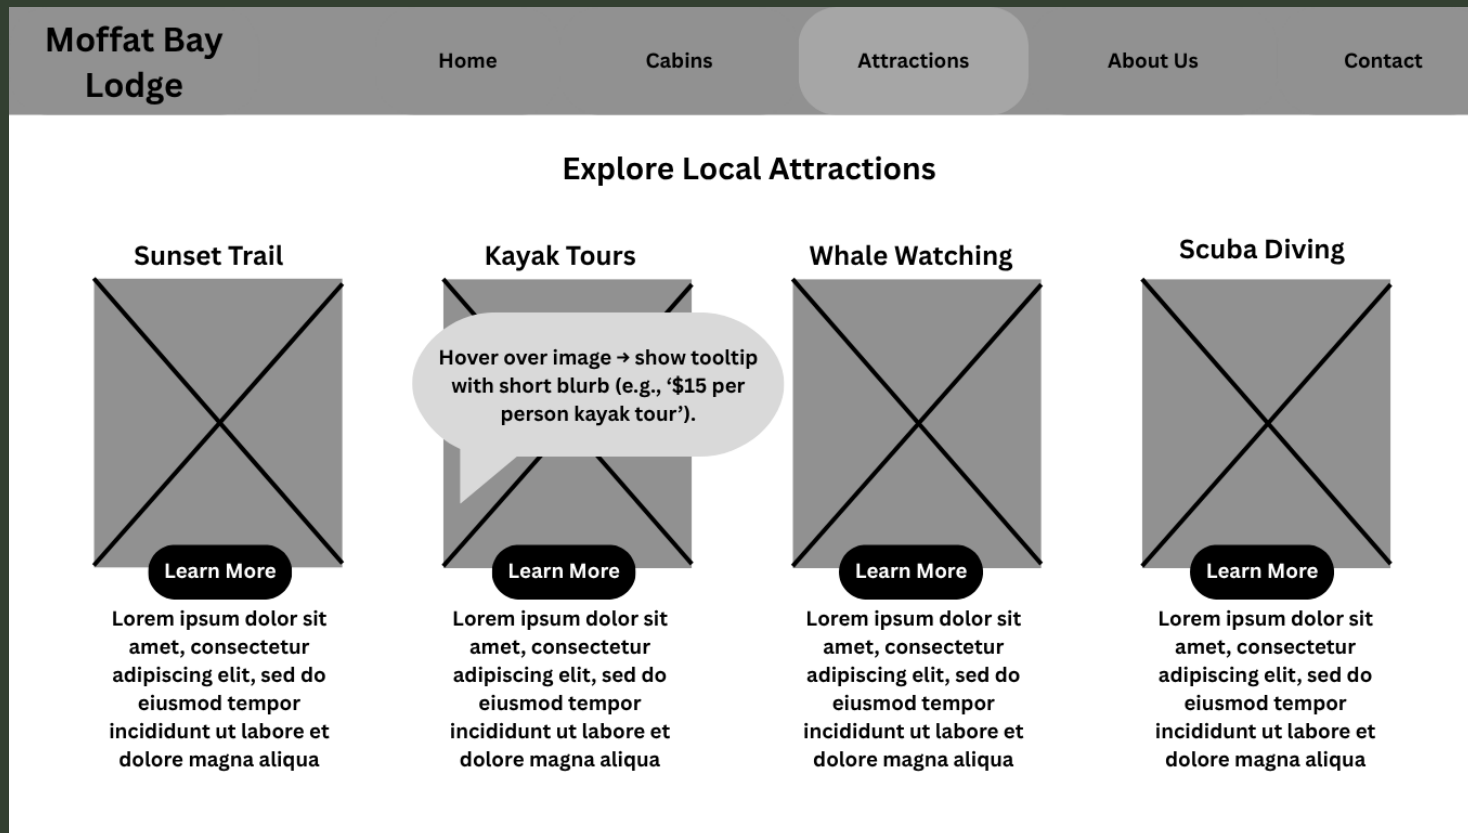 Moffat Bay
Lodge
Home
Cabins
Attractions
About Us
Contact
Explore Local Attractions
Sunset Trail
Kayak Tours
Whale Watching
Scuba Diving
Hover over image → show tooltip
with short blurb (e.g., ‘$15 per
person kayak tour’).
Learn More
Lorem ipsum dolor sit
amet, consectetur
adipiscing elit, sed do
eiusmod tempor
incididunt ut labore et
dolore magna aliqua
Learn More
Lorem ipsum dolor sit
amet, consectetur
adipiscing elit, sed do
eiusmod tempor
incididunt ut labore et
dolore magna aliqua
Learn More
Lorem ipsum dolor sit
amet, consectetur
adipiscing elit, sed do
eiusmod tempor
incididunt ut labore et
dolore magna aliqua
Learn More
Lorem ipsum dolor sit
amet, consectetur
adipiscing elit, sed do
eiusmod tempor
incididunt ut labore et
dolore magna aliqua